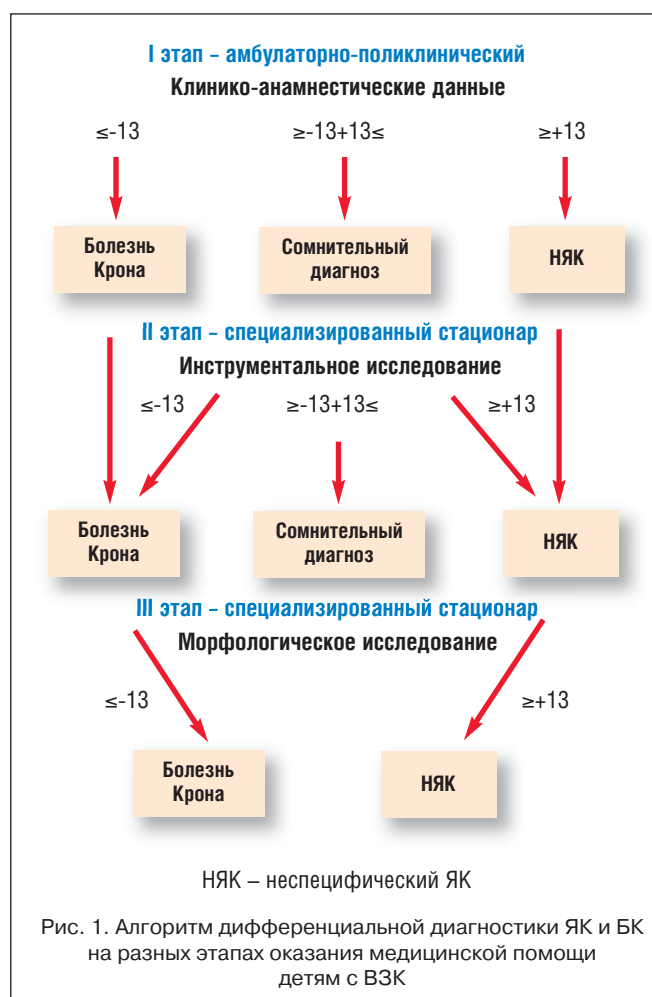 I этап – амбулаторно-поликлинический
Клинико-анамнестические данные
≤-13 ≥-13+13≤ ≥+13
Болезнь
Крона
Сомнительный
диагноз
НЯК
II этап – специализированный стационар
Инструментальное исследование
≤-13 ≥-13+13≤ ≥+13
Болезнь
Крона
Сомнительный
диагноз
НЯК
III этап – специализированный стационар
Морфологическое исследование
≤-13 ≥+13
Болезнь
Крона
НЯК
НЯК – неспецифический ЯК
Рис. 1. Алгоритм дифференциальной диагностики ЯК и БК
на разных этапах оказания медицинской помощи
детям с ВЗК